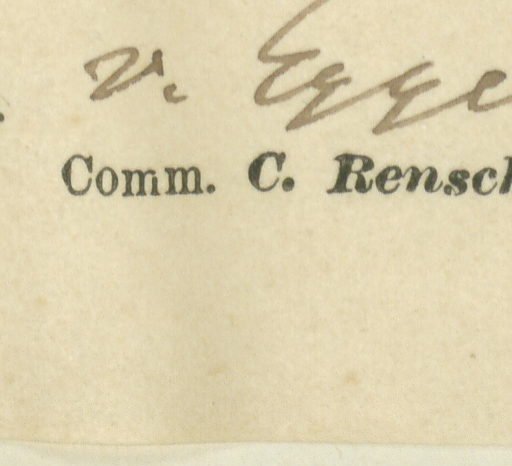 v. Egge
Comm. C. Rensch